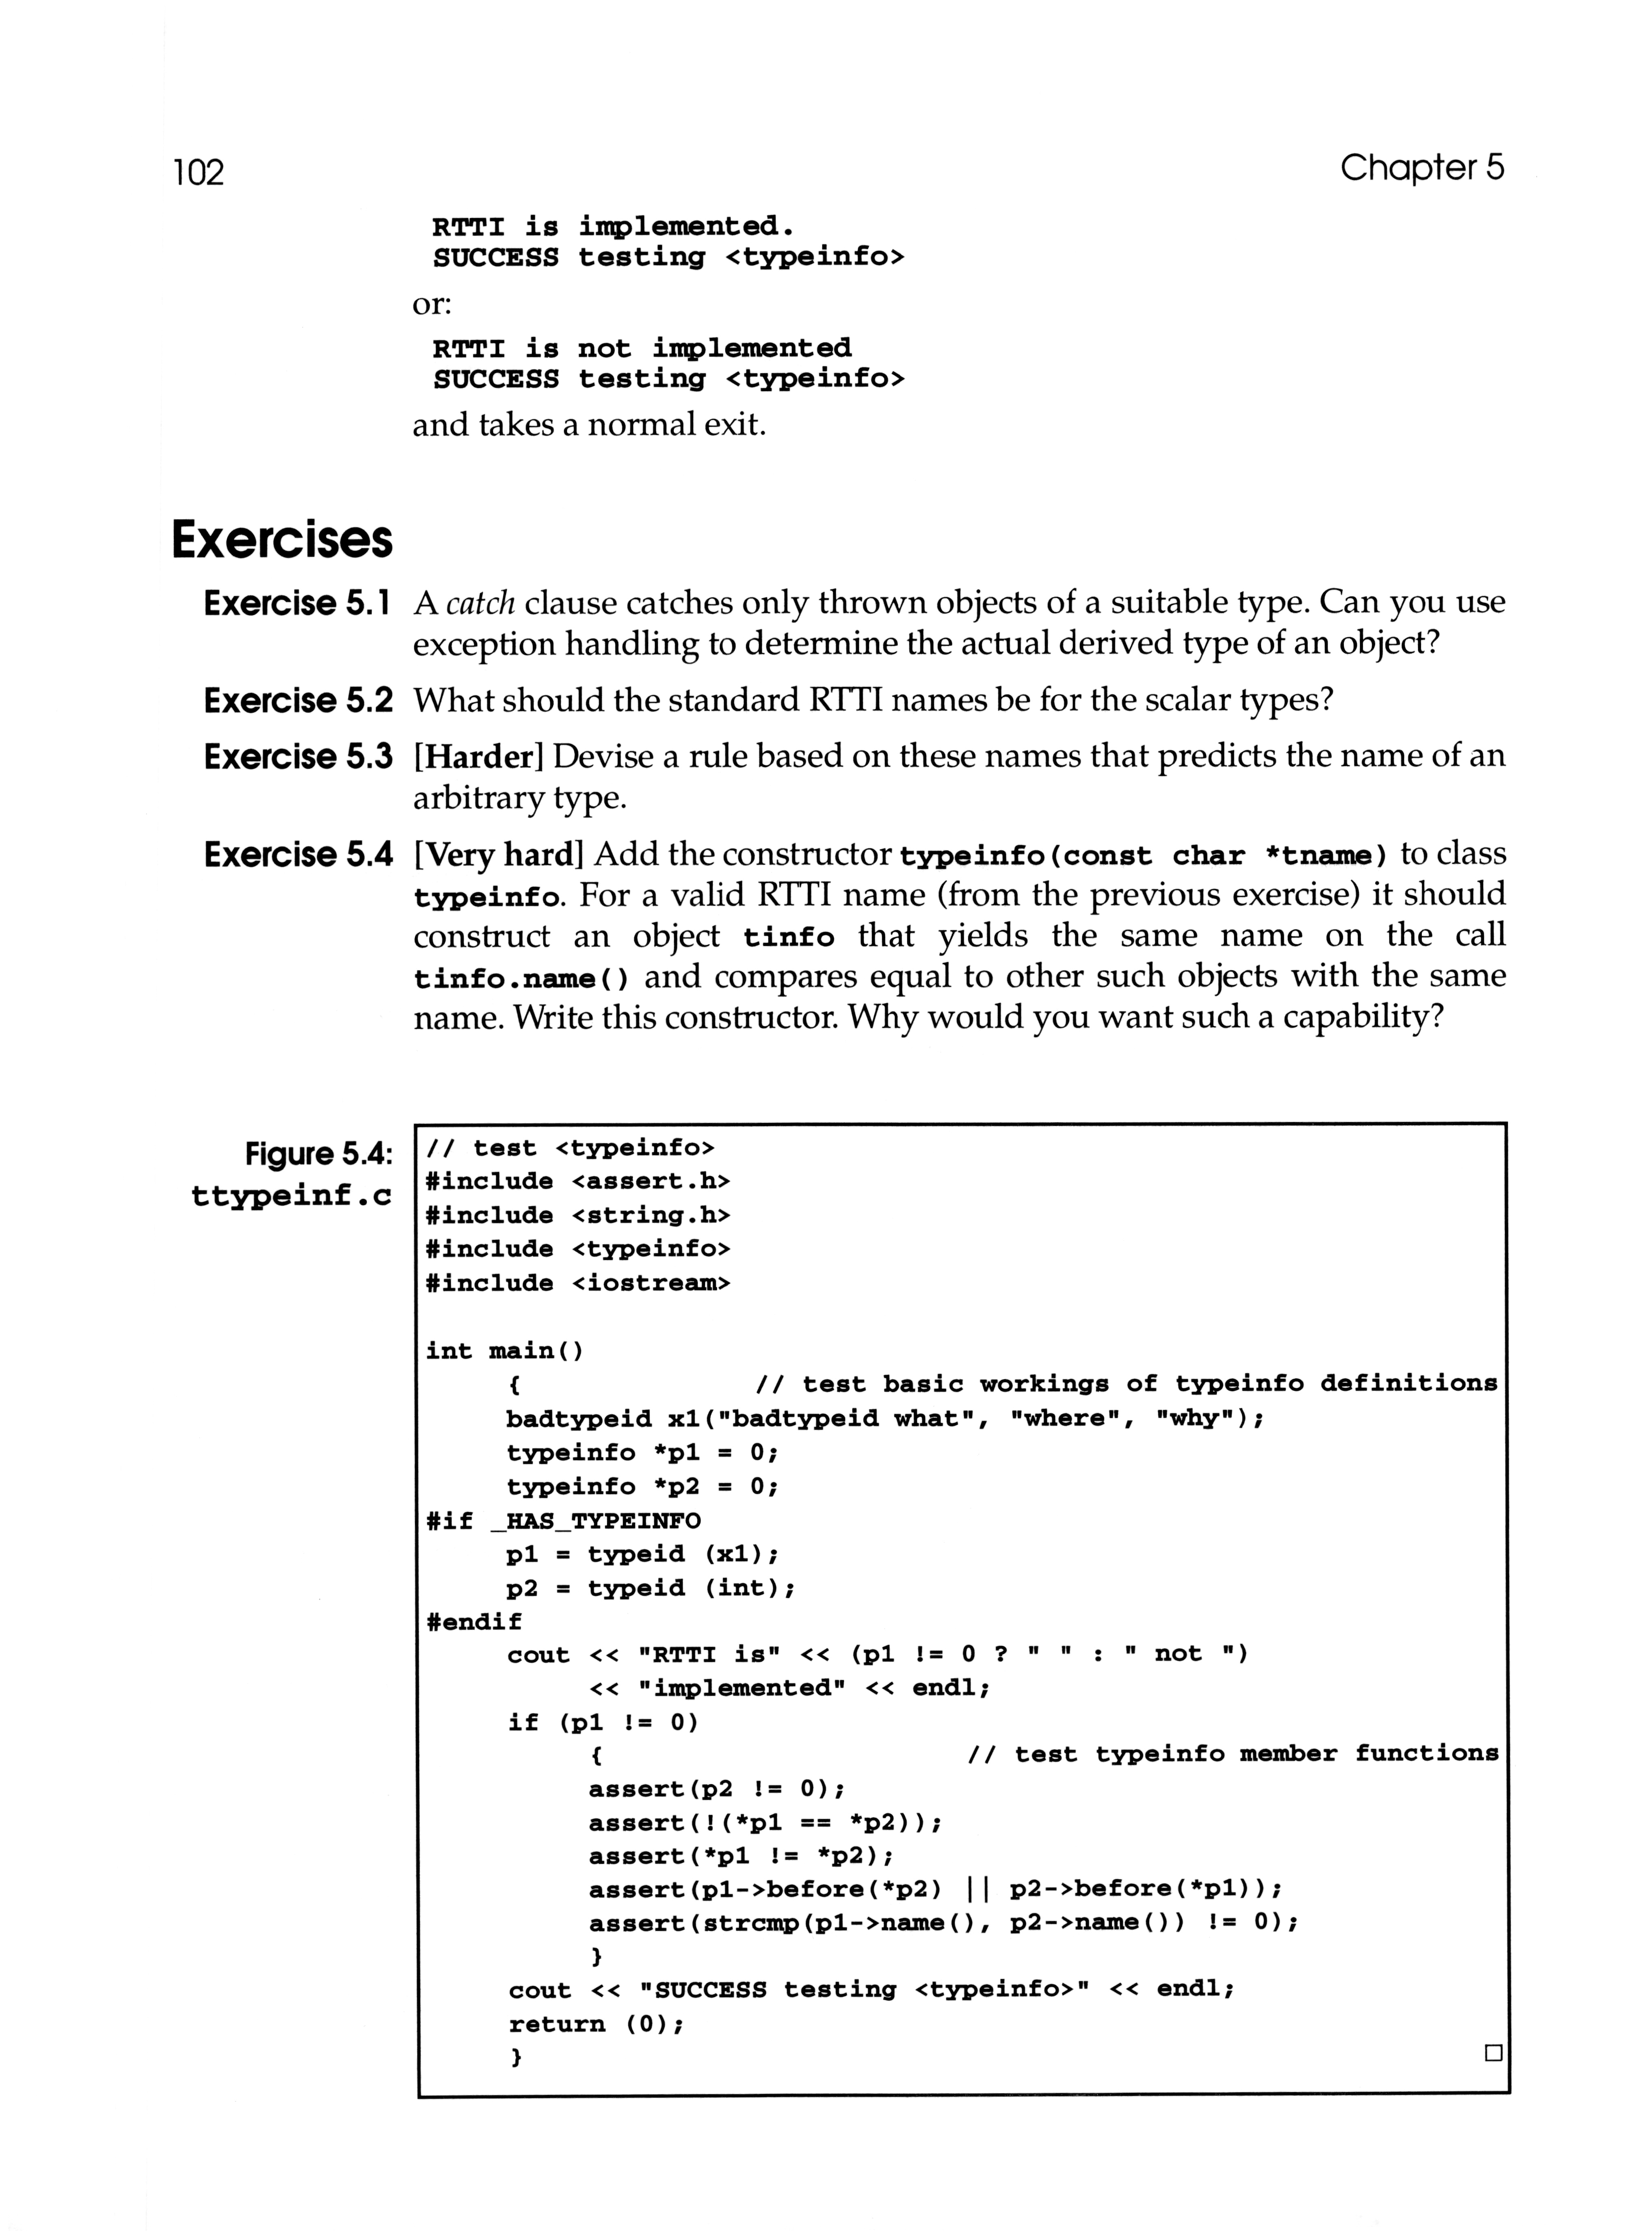 102 Chapter 5
RTTI is implemented.
SUCCESS testing <typeinfo>
or:
RTTI is not implemented
SUCCESS testing <typeinfo>
and takes a normal exit.
Exercises
Exercise 5.1 A catch clause catches only thrown objects of a suitable type. Can you use
exception handling to determine the actual derived type of an object?
Exercise 5.2 What should the standard RTTI names be for the scalar types?
Exercise 5.3 [Harder] Devise a rule based on these names that predicts the name of an
arbitrary type.
Exercise 5.4 [Very hard] Add the constructor typeinfo(const char *tname) to class
typeinfo. For a valid RTTI name (from the previous exercise) it should
construct an object tinfo that yields the same name on the call
tinfo.name() and compares equal to other such objects with the same
name. Write this constructor. Why would you want such a capability?
Figure 5.4:
ttypeinf.c
// test <typeinfo>
#include <assert.h>
#include <string.h>
#include <typeinfo>
#include <iostream>
int main()
{ // test basic workings of typeinfo definitions
badtypeid x1("badtypeid what", "where", "why");
typeinfo *p1 = 0;
typeinfo *p2 = 0;
#if _HAS_TYPEINFO
p1 = typeid (x1);
p2 = typeid (int);
#endif
cout << "RTTI is" << (p1 != 0 ? " " : " not ")
<< "implemented" << endl;
if (p1 != 0)
{ // test typeinfo member functions
assert(p2 != 0);
assert(!(*p1 == *p2));
assert(*p1 != *p2);
assert(p1->before(*p2) || p2->before(*p1));
assert(strcmp(p1->name(), p2->name()) != 0);
}
cout << "SUCCESS testing <typeinfo>" << endl;
return (0);
} □